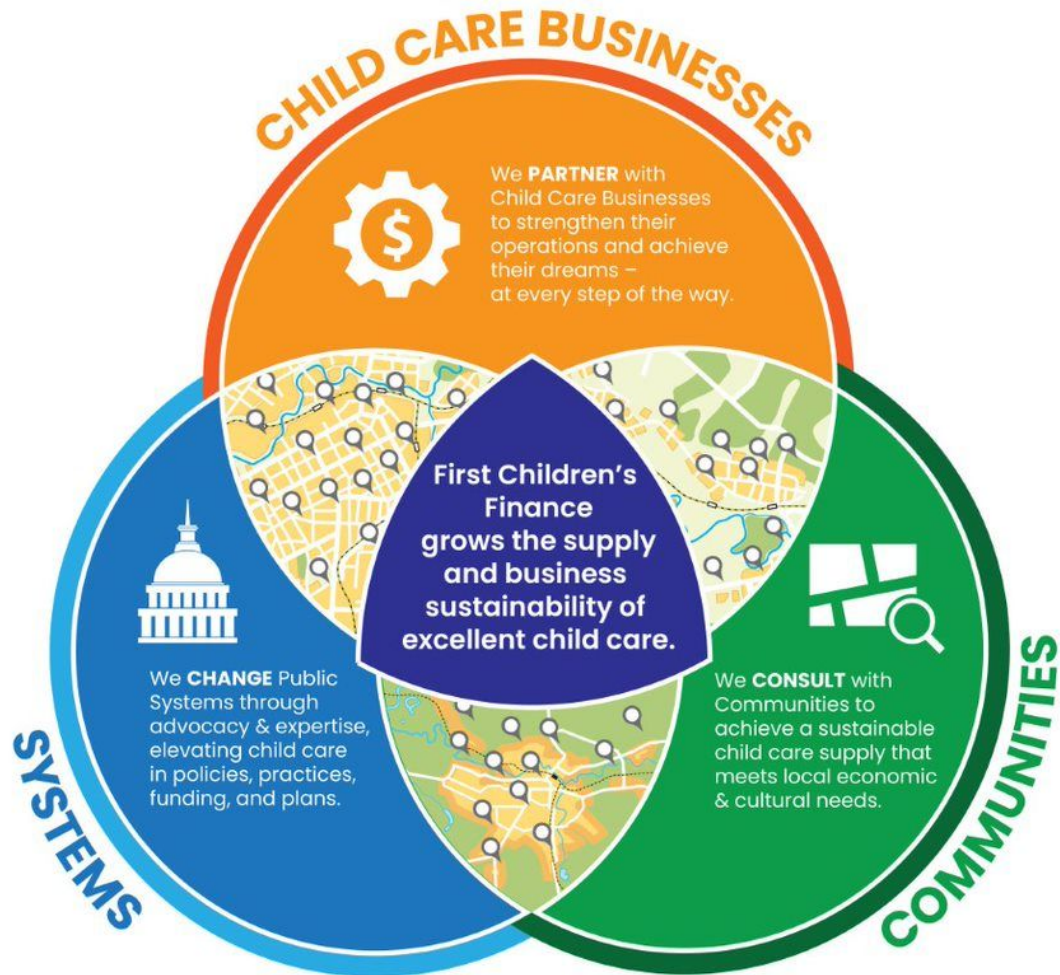 CHILD CARE BUSINESSES
We PARTNER with
Child Care Businesses
to strengthen their
operations and achieve
their dreams –
at every step of the way.
$
First Children’s
Finance
grows the supply
and business
sustainability of
excellent child care.
We CHANGE Public
Systems through
advocacy & expertise,
elevating child care
in policies, practices,
funding, and plans.
We CONSULT with
Communities to
achieve a sustainable
child care supply that
meets local economic
& cultural needs.
SYSTEMS
COMMUNITIES